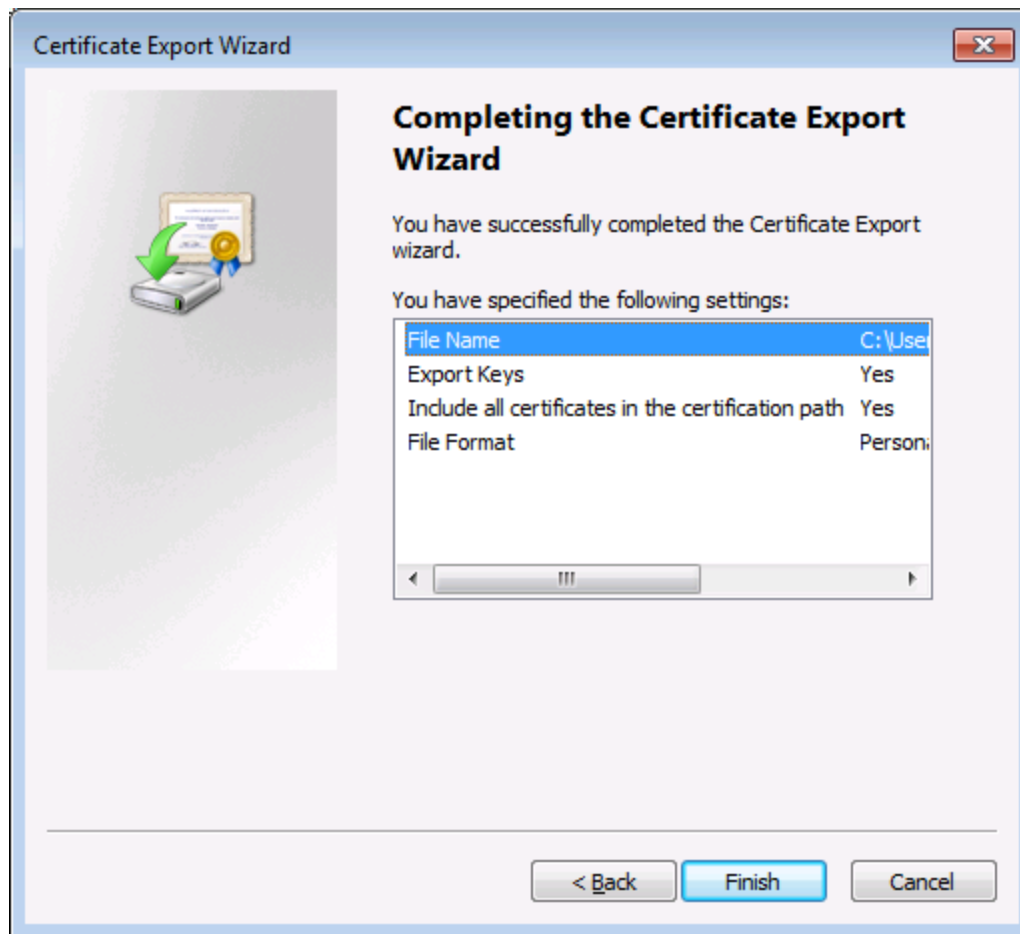 Certificate Export Wizard
Completing the Certificate Export
Wizard
You have successfully completed the Certificate Export
wizard.
You have specified the following settings:
File Name C:\User
Export Keys Yes
Include all certificates in the certification path Yes
File Format Persona
< Back Finish Cancel